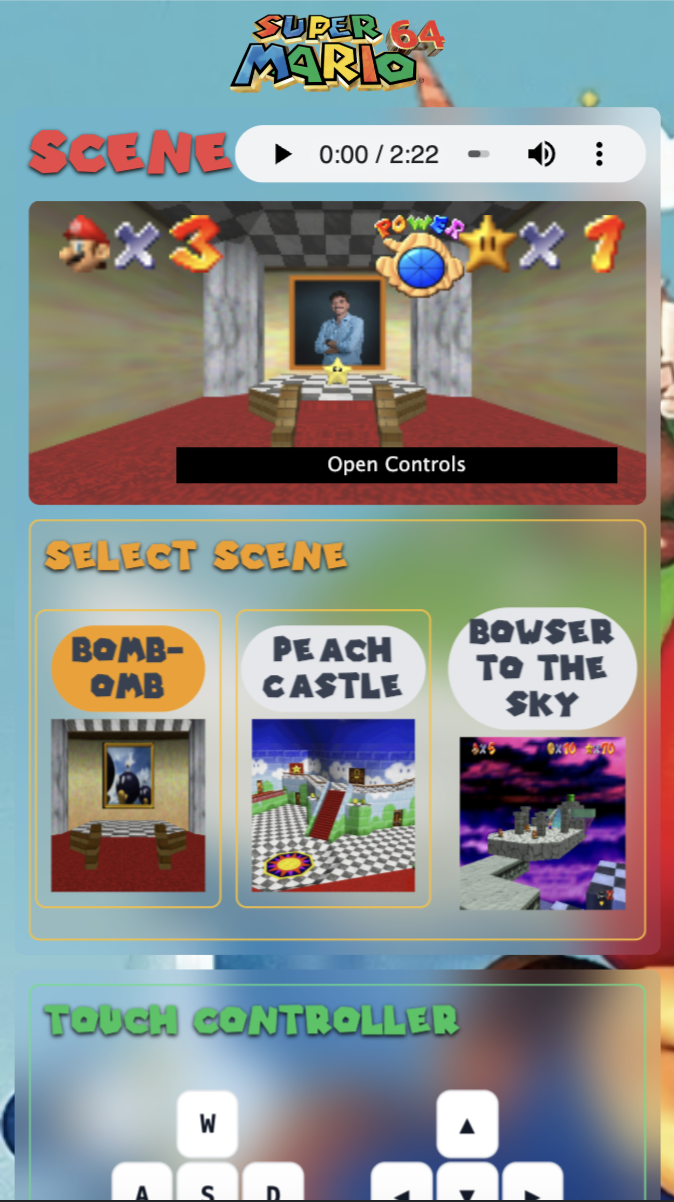 SUPER
MARIO 64
SCENE
0:00 / 2:22
X 3
POWER
X 1
Open Controls
SELECT SCENE
BOMB-
OMB
PEACH
CASTLE
BOWSER
TO THE
SKY
TOUCH CONTROLLER
W
▲
A S D
◀ ▼ ▶